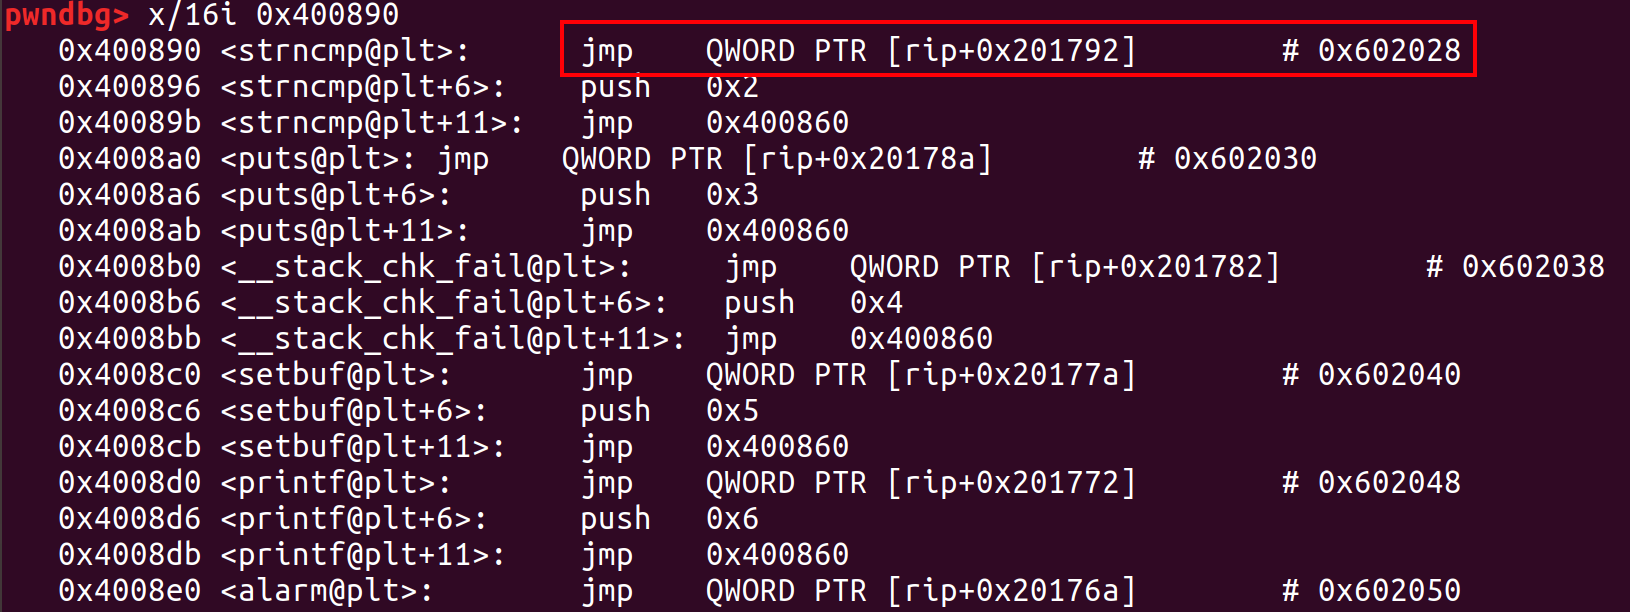 pwndbg> x/16i 0x400890
0x400890 <strncmp@plt>: jmp QWORD PTR [rip+0x201792] # 0x602028
0x400896 <strncmp@plt+6>: push 0x2
0x40089b <strncmp@plt+11>: jmp 0x400860
0x4008a0 <puts@plt>: jmp QWORD PTR [rip+0x20178a] # 0x602030
0x4008a6 <puts@plt+6>: push 0x3
0x4008ab <puts@plt+11>: jmp 0x400860
0x4008b0 <__stack_chk_fail@plt>: jmp QWORD PTR [rip+0x201782] # 0x602038
0x4008b6 <__stack_chk_fail@plt+6>: push 0x4
0x4008bb <__stack_chk_fail@plt+11>: jmp 0x400860
0x4008c0 <setbuf@plt>: jmp QWORD PTR [rip+0x20177a] # 0x602040
0x4008c6 <setbuf@plt+6>: push 0x5
0x4008cb <setbuf@plt+11>: jmp 0x400860
0x4008d0 <printf@plt>: jmp QWORD PTR [rip+0x201772] # 0x602048
0x4008d6 <printf@plt+6>: push 0x6
0x4008db <printf@plt+11>: jmp 0x400860
0x4008e0 <alarm@plt>: jmp QWORD PTR [rip+0x20176a] # 0x602050